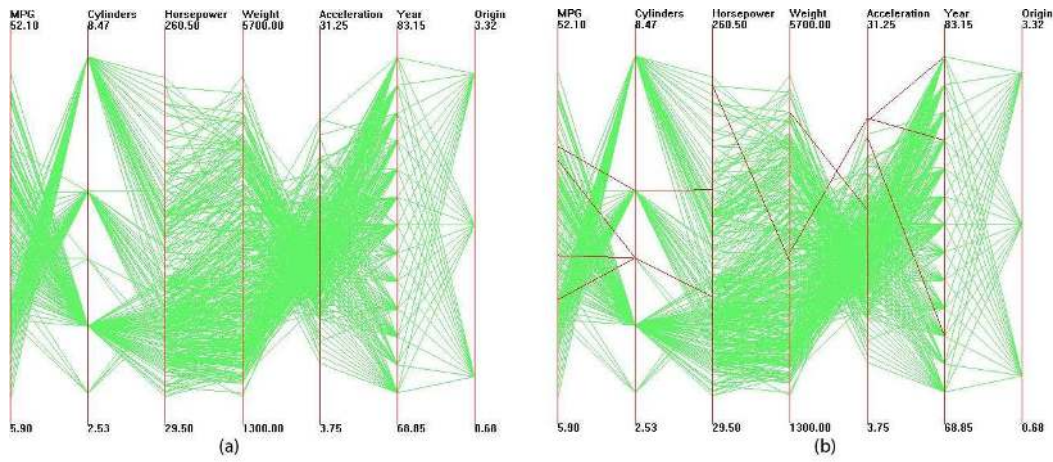 MPG Cylinders Horsepower Weight Acceleration Year Origin MPG Cylinders Horsepower Weight Acceleration Year Origin
52.10 8.47 260.50 5700.00 31.25 83.15 3.32 52.10 8.47 260.50 5700.00 31.25 83.15 3.32
5.90 2.53 29.50 1300.00 3.75 68.85 0.68 5.90 2.53 29.50 1300.00 3.75 68.85 0.68
(a) (b)